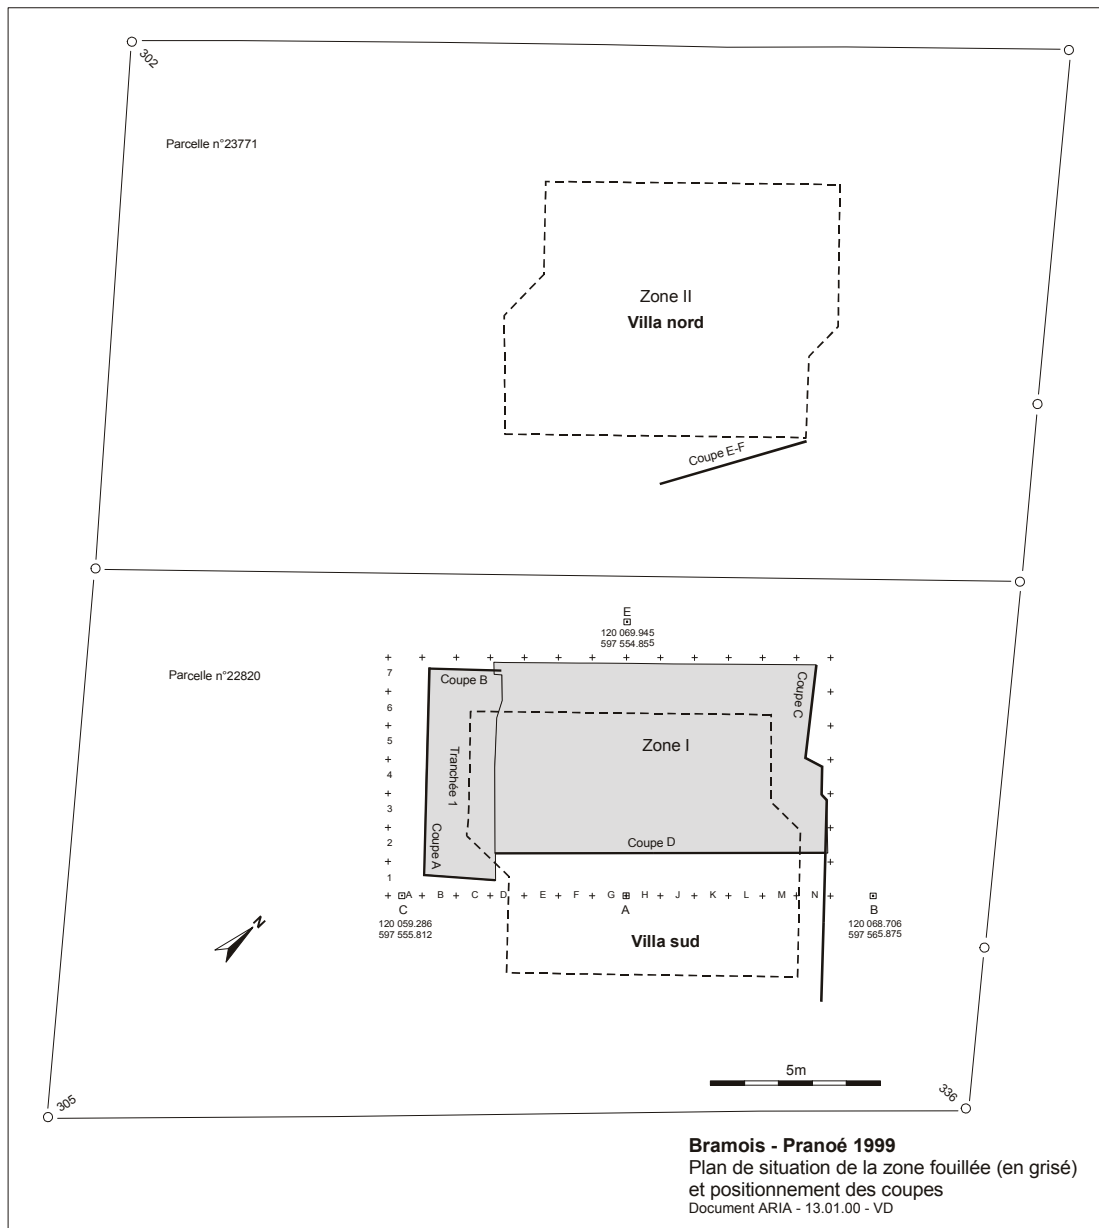 302
Parcelle n°23771
Zone II
Villa nord
Coupe E-F
E
120 069.945
597 554.855
Parcelle n°22820
7
6
5
4
3
2
1
Coupe B
Coupe C
Zone I
Tranchée 1
Coupe A
Coupe D
A B C D E F G H J K L M N
C
120 059.286
597 555.812
A
B
120 068.706
597 565.875
Villa sud
N
5m
305
336
Bramois - Pranoé 1999
Plan de situation de la zone fouillée (en grisé)
et positionnement des coupes
Document ARIA - 13.01.00 - VD